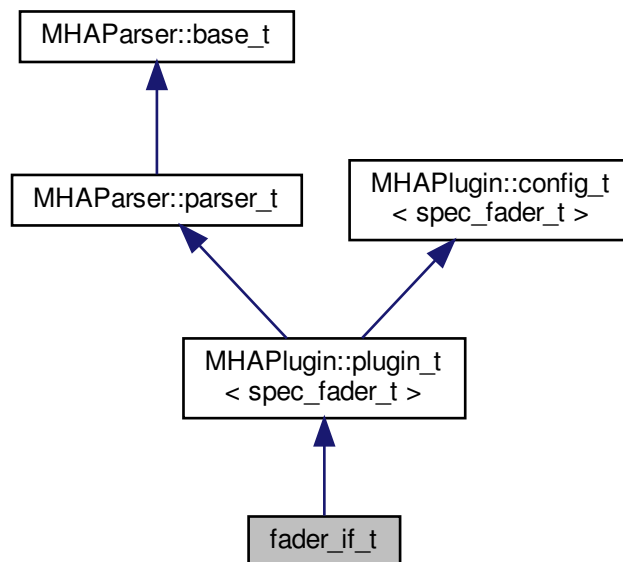 MHAParser::base_t
MHAParser::parser_t
MHAPlugin::config_t
< spec_fader_t >
MHAPlugin::plugin_t
< spec_fader_t >
fader_if_t